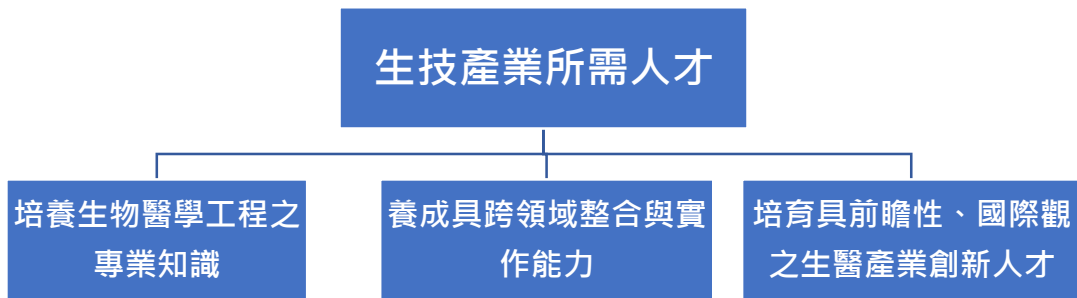 生技產業所需人才
培養生物醫學工程之
專業知識
養成具跨領域整合與實
作能力
培育具前瞻性、國際觀
之生醫產業創新人才